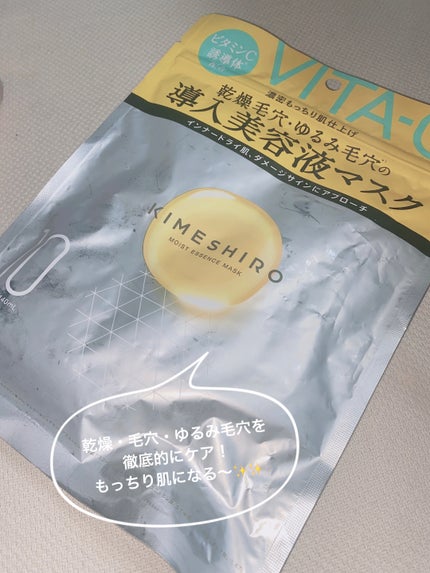 ビタミンC
誘導体
VITA-C
濃密もっちり肌仕上げ
乾燥毛穴・ゆるみ毛穴の
導入美容液マスク
インナードライ肌、ダメージサインにアプローチ
KIMESHIRO
MOIST ESSENCE MASK
10
乾燥・毛穴・ゆるみ毛穴を
徹底的にケア！
もっちり肌になる〜✨✨